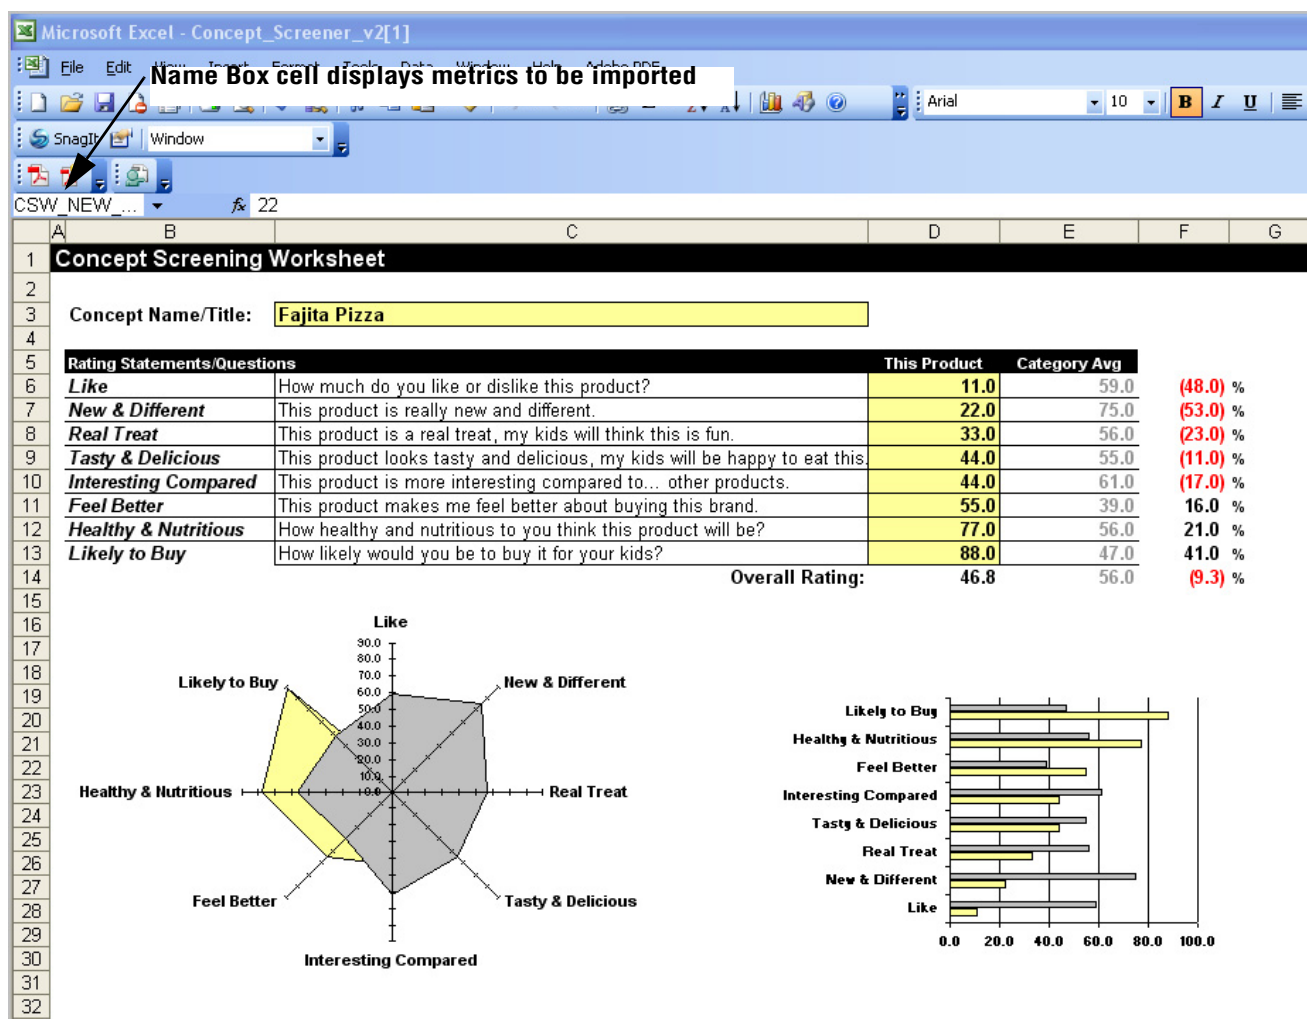 Microsoft Excel - Concept_Screener_v2[1]
File Edit
Name Box cell displays metrics to be imported
Arial 10 B I U
SnagIt Window
CSW_NEW_... fx 22
A B C D E F G
1 Concept Screening Worksheet
2
3 Concept Name/Title: Fajita Pizza
4
5 Rating Statements/Questions This Product Category Avg
6 Like How much do you like or dislike this product? 11.0 59.0 (48.0) %
7 New & Different This product is really new and different. 22.0 75.0 (53.0) %
8 Real Treat This product is a real treat, my kids will think this is fun. 33.0 56.0 (23.0) %
9 Tasty & Delicious This product looks tasty and delicious, my kids will be happy to eat this. 44.0 55.0 (11.0) %
10 Interesting Compared This product is more interesting compared to... other products. 44.0 61.0 (17.0) %
11 Feel Better This product makes me feel better about buying this brand. 55.0 39.0 16.0 %
12 Healthy & Nutritious How healthy and nutritious to you think this product will be? 77.0 56.0 21.0 %
13 Likely to Buy How likely would you be to buy it for your kids? 88.0 47.0 41.0 %
14 Overall Rating: 46.8 56.0 (9.3) %
15
16
17
18
19
20
21
22
23
24
25
26
27
28
29
30
31
32
Like
90.0
80.0
70.0
60.0
50.0
40.0
30.0
20.0
10.0
0.0
New & Different
Real Treat
Tasty & Delicious
Interesting Compared
Feel Better
Healthy & Nutritious
Likely to Buy
Likely to Buy
Healthy & Nutritious
Feel Better
Interesting Compared
Tasty & Delicious
Real Treat
New & Different
Like
0.0 20.0 40.0 60.0 80.0 100.0